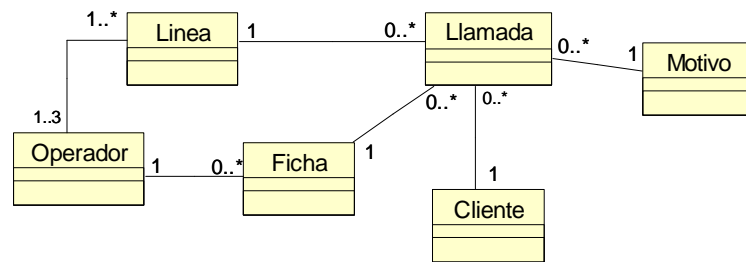 1..*
Linea
1
0..*
Llamada
0..*
1
Motivo
1..3
Operador
1
0..*
Ficha
1
0..*
0..*
1
Cliente